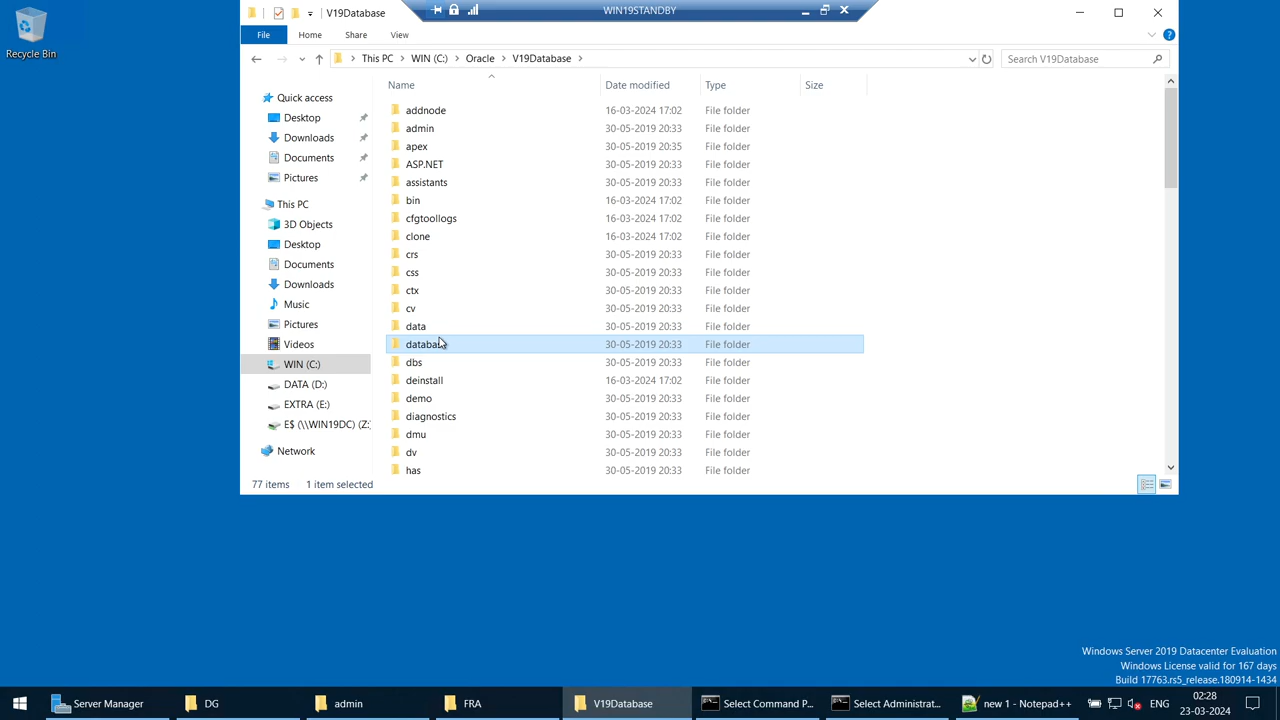 V19Database
WIN19STANDBY
File
Home
Share
View
This PC
WIN (C:)
Oracle
V19Database
Search V19Database
Recycle Bin
Name
Date modified
Type
Size
Quick access
Desktop
Downloads
Documents
Pictures
This PC
3D Objects
Desktop
Documents
Downloads
Music
Pictures
Videos
WIN (C:)
DATA (D:)
EXTRA (E:)
E$ (\\WIN19DC) (Z:)
Network
addnode 16-03-2024 17:02 File folder
admin 30-05-2019 20:33 File folder
apex 30-05-2019 20:35 File folder
ASP.NET 30-05-2019 20:33 File folder
assistants 30-05-2019 20:33 File folder
bin 16-03-2024 17:02 File folder
cfgtoollogs 16-03-2024 17:02 File folder
clone 16-03-2024 17:02 File folder
crs 30-05-2019 20:33 File folder
css 30-05-2019 20:33 File folder
ctx 30-05-2019 20:33 File folder
cv 30-05-2019 20:33 File folder
data 30-05-2019 20:33 File folder
database 30-05-2019 20:33 File folder
dbs 30-05-2019 20:33 File folder
deinstall 16-03-2024 17:02 File folder
demo 30-05-2019 20:33 File folder
diagnostics 30-05-2019 20:33 File folder
dmu 30-05-2019 20:33 File folder
dv 30-05-2019 20:33 File folder
has 30-05-2019 20:33 File folder
77 items 1 item selected
Windows Server 2019 Datacenter Evaluation
Windows License valid for 167 days
Build 17763.rs5_release.180914-1434
Server Manager
DG
admin
FRA
V19Database
Select Command P...
Select Administrat...
new 1 - Notepad++
ENG
02:28
23-03-2024